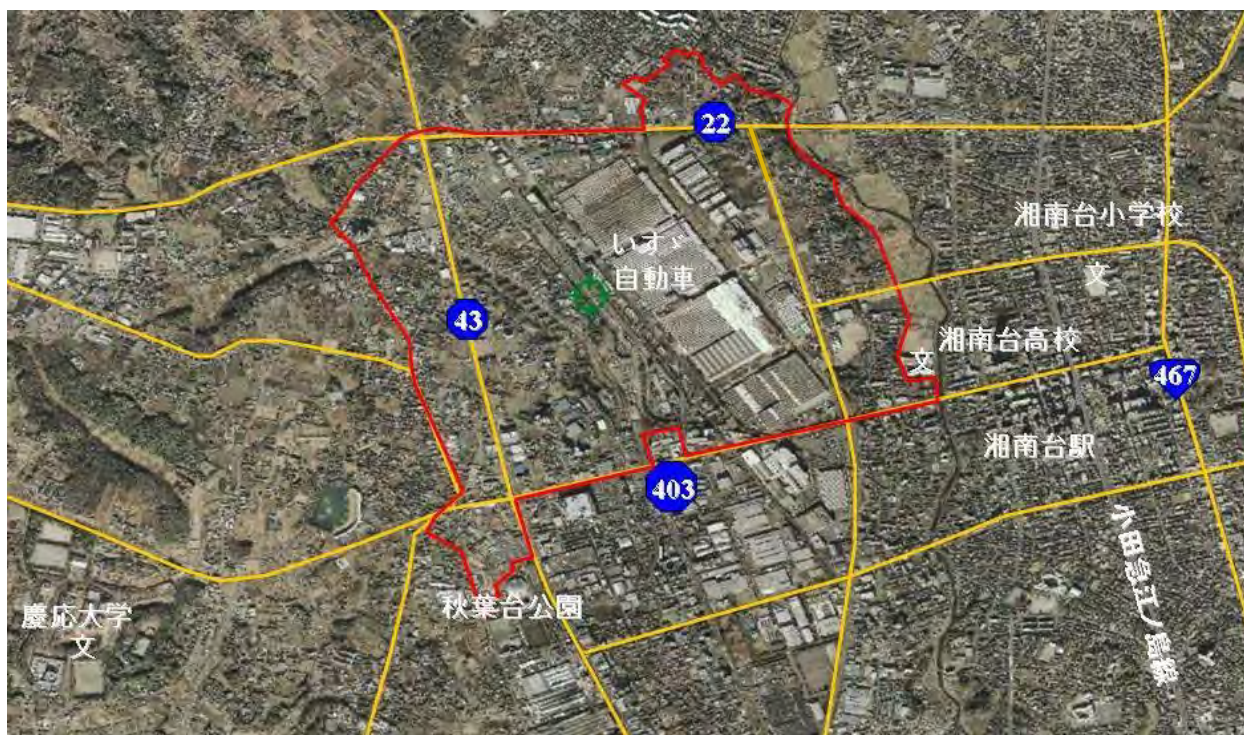 22
湘南台小学校
文
いすゞ
自動車
43
湘南台高校
文
467
湘南台駅
403
小田急江ノ島線
秋葉台公園
慶応大学
文